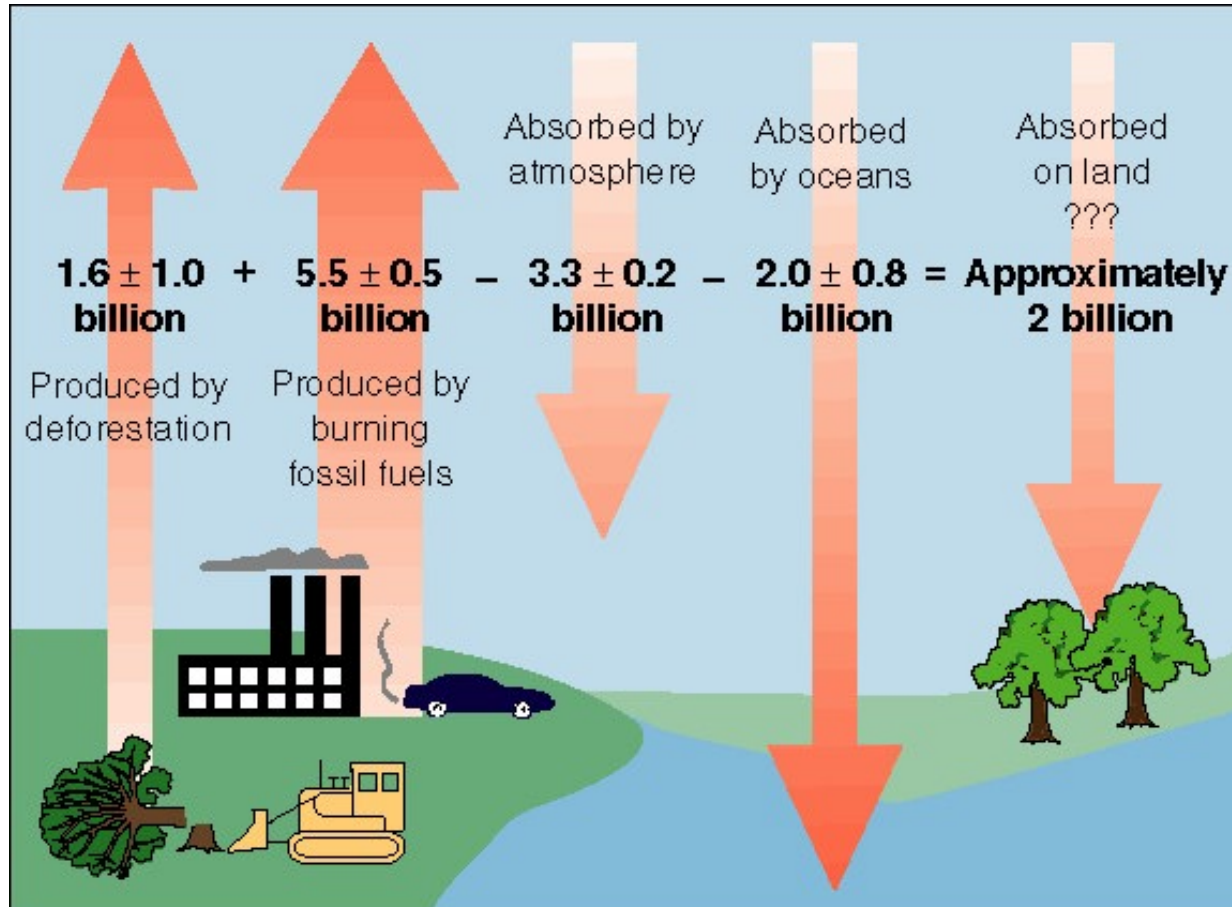 Absorbed by
atmosphere
Absorbed
by oceans
Absorbed
on land
???
1.6 ± 1.0 + 5.5 ± 0.5 – 3.3 ± 0.2 – 2.0 ± 0.8 = Approximately
billion billion billion billion 2 billion
Produced by
deforestation
Produced by
burning
fossil fuels